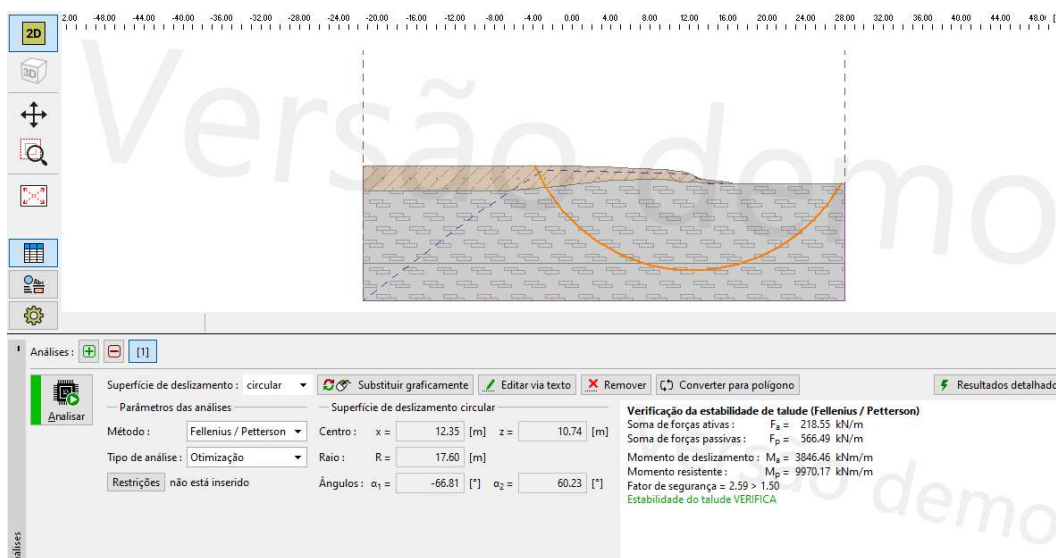 2D
2.00 -48.00 -44.00 -40.00 -36.00 -32.00 -28.00 -24.00 -20.00 -16.00 -12.00 -8.00 -4.00 0.00 4.00 8.00 12.00 16.00 20.00 24.00 28.00 32.00 36.00 40.00 44.00 48.0 [
3D
Versão demo
Análises : [1]
Analisar
Superfície de deslizamento : circular Substituir graficamente Editar via texto Remover Converter para polígono Resultados detalhado
Parâmetros das análises
Método : Fellenius / Petterson
Tipo de análise : Otimização
Restrições não está inserido
Superfície de deslizamento circular
Centro : x = 12.35 [m] z = 10.74 [m]
Raio : R = 17.60 [m]
Ângulos : α1 = -66.81 [°] α2 = 60.23 [°]
Verificação da estabilidade de talude (Fellenius / Petterson)
Soma de forças ativas : Fa = 218.55 kN/m
Soma de forças passivas : Fp = 566.49 kN/m
Momento de deslizamento : Ma = 3846.46 kNm/m
Momento resistente : Mp = 9970.17 kNm/m
Fator de segurança = 2.59 > 1.50
Estabilidade do talude VERIFICA
Versão demo